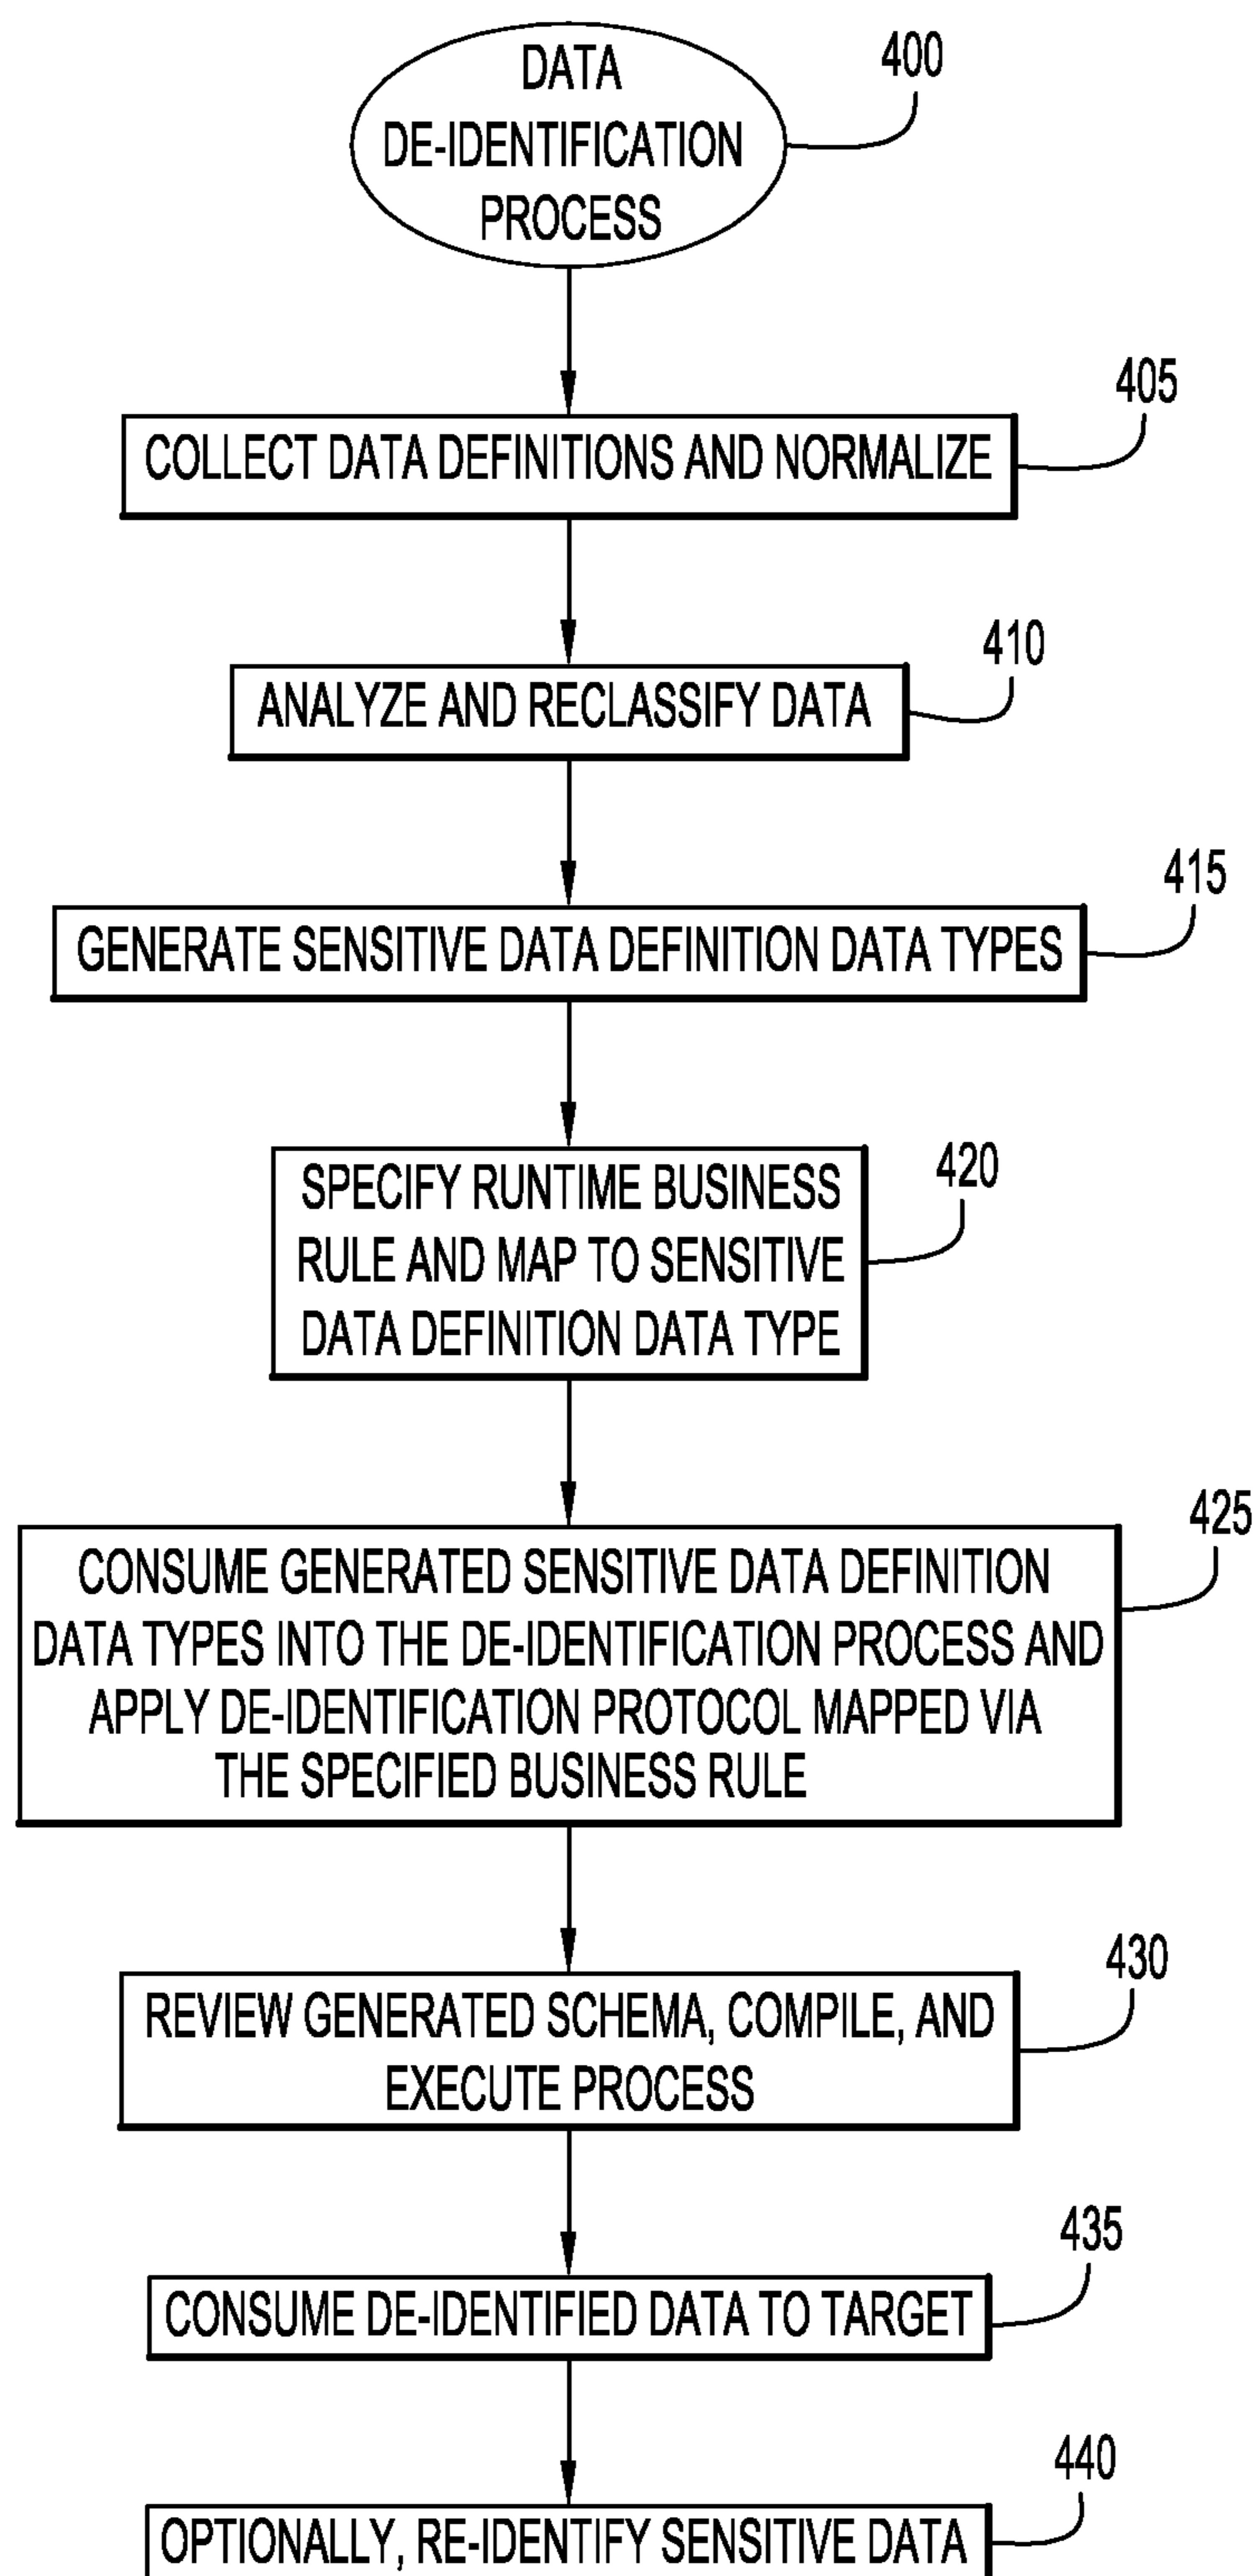 DATA
DE-IDENTIFICATION
PROCESS
400
405
COLLECT DATA DEFINITIONS AND NORMALIZE
410
ANALYZE AND RECLASSIFY DATA
415
GENERATE SENSITIVE DATA DEFINITION DATA TYPES
420
SPECIFY RUNTIME BUSINESS
RULE AND MAP TO SENSITIVE
DATA DEFINITION DATA TYPE
425
CONSUME GENERATED SENSITIVE DATA DEFINITION
DATA TYPES INTO THE DE-IDENTIFICATION PROCESS AND
APPLY DE-IDENTIFICATION PROTOCOL MAPPED VIA
THE SPECIFIED BUSINESS RULE
430
REVIEW GENERATED SCHEMA, COMPILE, AND
EXECUTE PROCESS
435
CONSUME DE-IDENTIFIED DATA TO TARGET
440
OPTIONALLY, RE-IDENTIFY SENSITIVE DATA